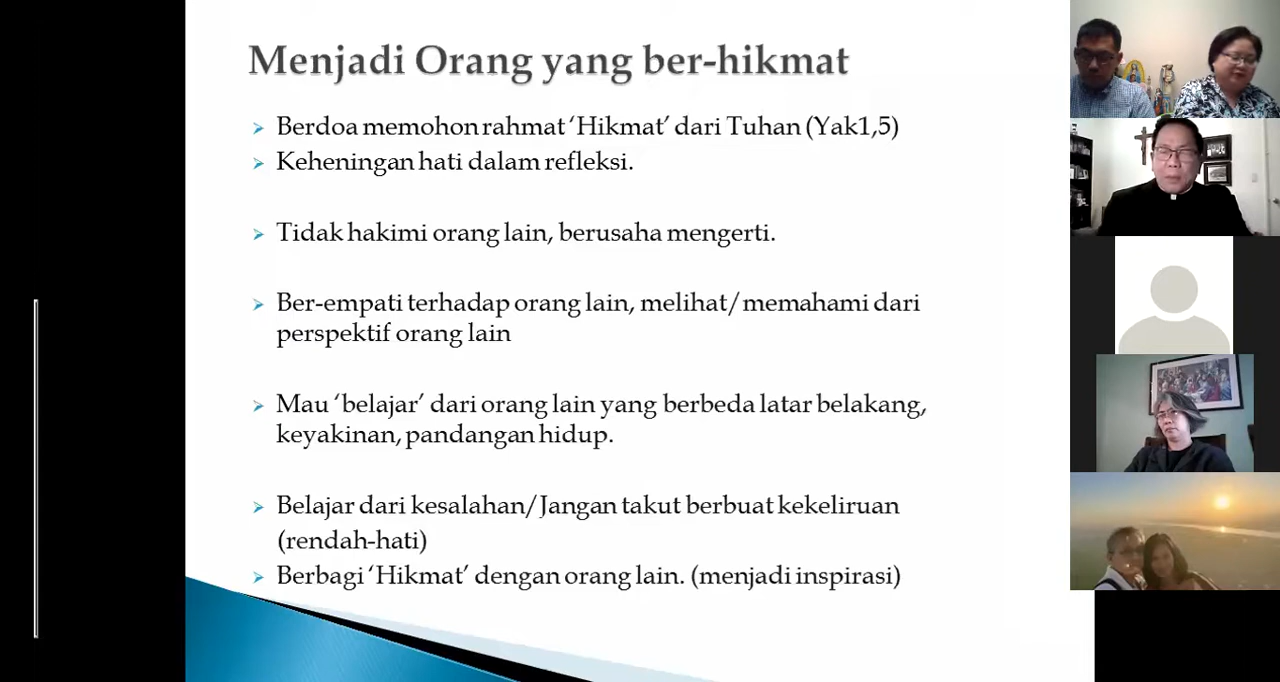 Menjadi Orang yang ber-hikmat
Berdoa memohon rahmat ‘Hikmat’ dari Tuhan (Yak1,5)
Keheningan hati dalam refleksi.
Tidak hakimi orang lain, berusaha mengerti.
Ber-empati terhadap orang lain, melihat/memahami dari
perspektif orang lain
Mau ‘belajar’ dari orang lain yang berbeda latar belakang,
keyakinan, pandangan hidup.
Belajar dari kesalahan/Jangan takut berbuat kekeliruan
(rendah-hati)
Berbagi ‘Hikmat’ dengan orang lain. (menjadi inspirasi)